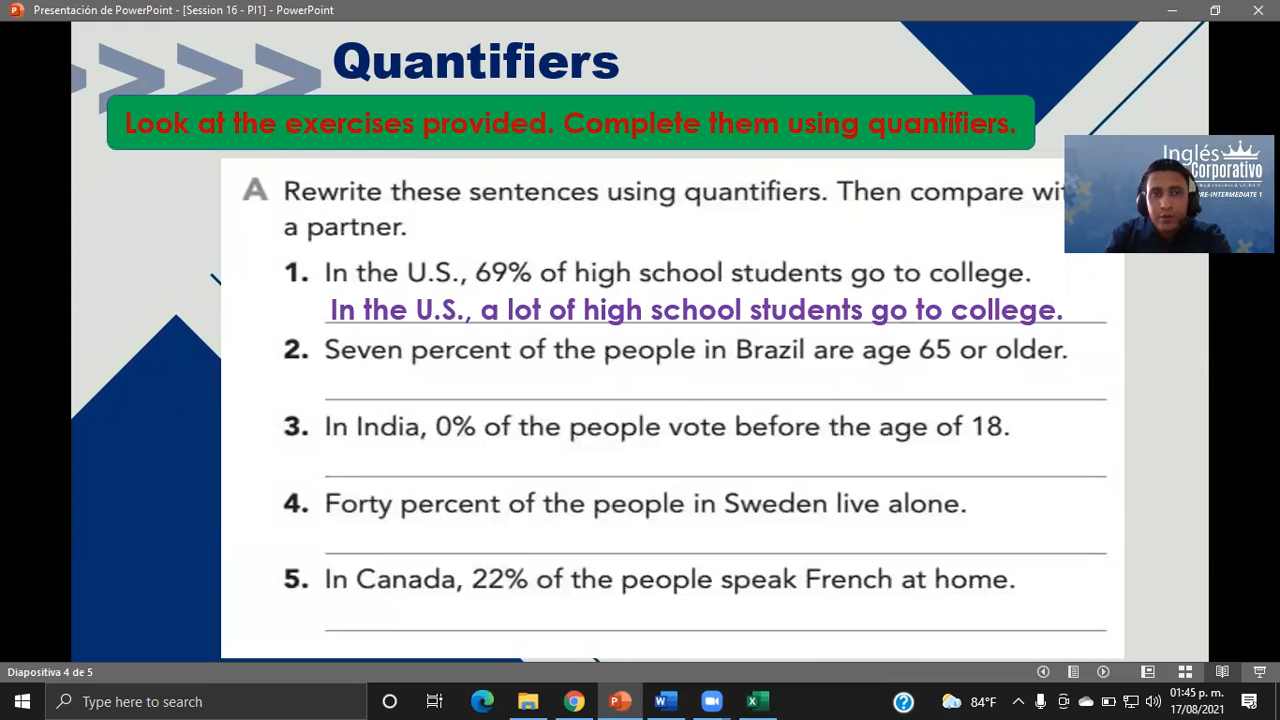 Presentación de PowerPoint - [Session 16 - PI1] - PowerPoint
Quantifiers
Look at the exercises provided. Complete them using quantifiers.
Inglés
Corporativo
PRE-INTERMEDIATE 1
A Rewrite these sentences using quantifiers. Then compare wit
a partner.
1. In the U.S., 69% of high school students go to college.
In the U.S., a lot of high school students go to college.
2. Seven percent of the people in Brazil are age 65 or older.
3. In India, 0% of the people vote before the age of 18.
4. Forty percent of the people in Sweden live alone.
5. In Canada, 22% of the people speak French at home.
Diapositiva 4 de 5
Type here to search
84°F
01:45 p. m.
17/08/2021